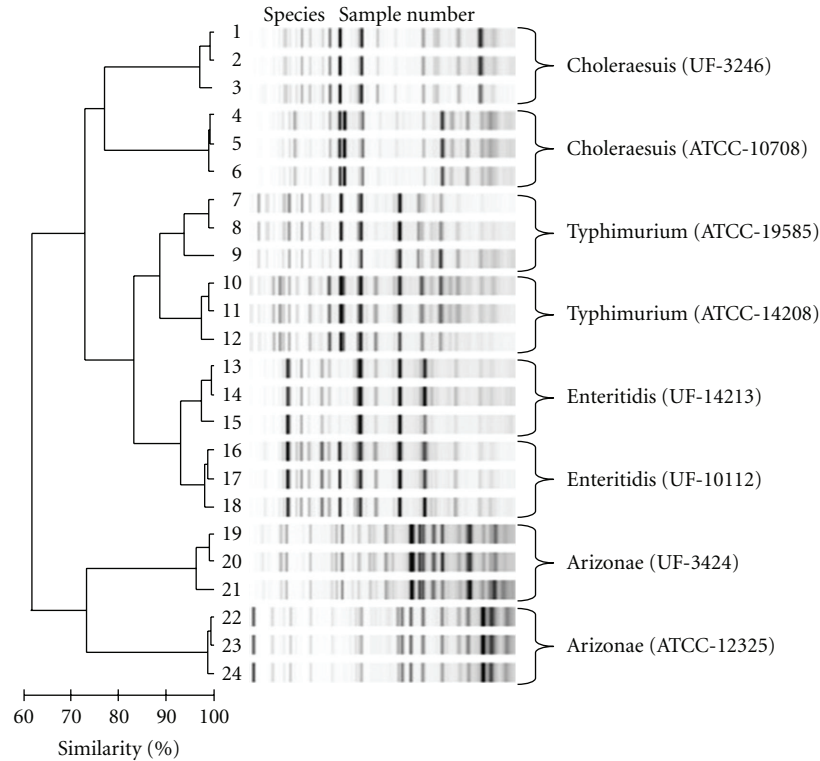 Species Sample number
1
2
3
Choleraesuis (UF-3246)
4
5
6
Choleraesuis (ATCC-10708)
7
8
9
Typhimurium (ATCC-19585)
10
11
12
Typhimurium (ATCC-14208)
13
14
15
Enteritidis (UF-14213)
16
17
18
Enteritidis (UF-10112)
19
20
21
Arizonae (UF-3424)
22
23
24
Arizonae (ATCC-12325)
60 70 80 90 100
Similarity (%)